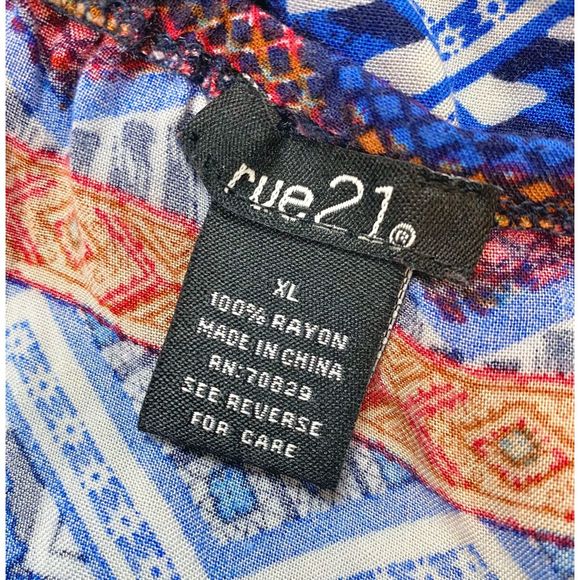 rue21®
XL
100% RAYON
MADE IN CHINA
RN:70829
SEE REVERSE
FOR CARE